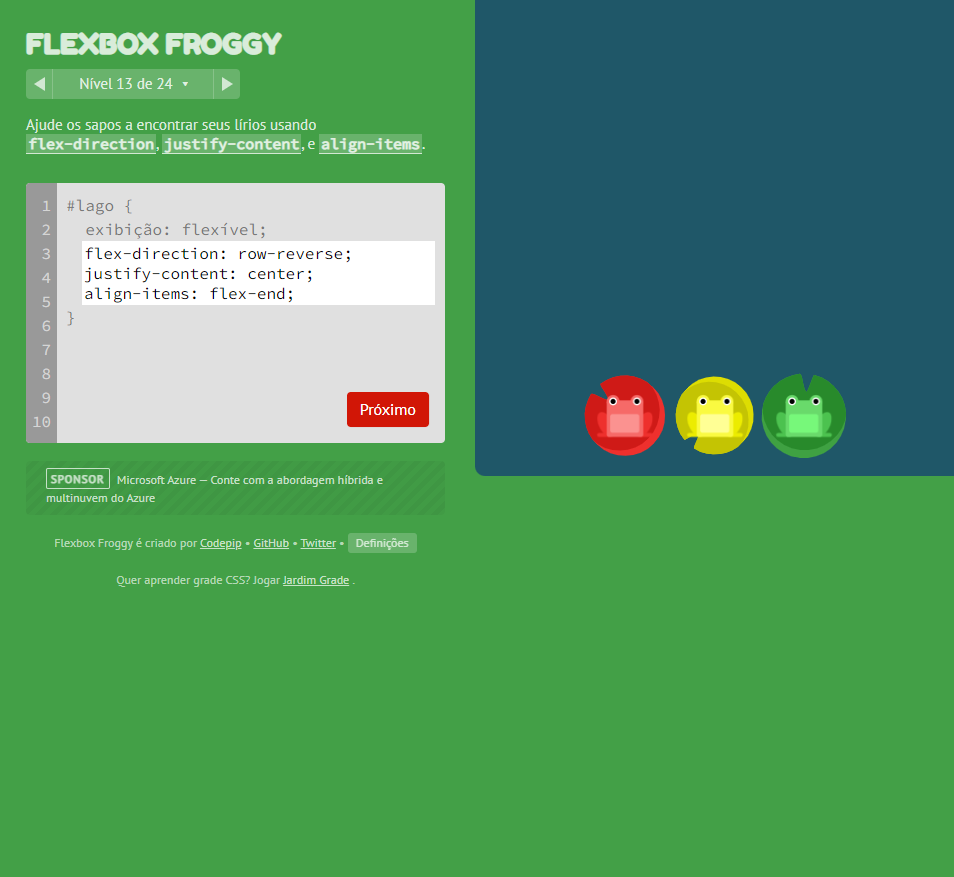 FLEXBOX FROGGY
Nível 13 de 24
Ajude os sapos a encontrar seus lírios usando
flex-direction, justify-content, e align-items.
1 #lago {
2 exibição: flexível;
3 flex-direction: row-reverse;
4 justify-content: center;
5 align-items: flex-end;
6 }
7
8
9
10
Próximo
SPONSOR Microsoft Azure — Conte com a abordagem híbrida e
multinuvem do Azure
Flexbox Froggy é criado por Codepip • GitHub • Twitter • Definições
Quer aprender grade CSS? Jogar Jardim Grade .